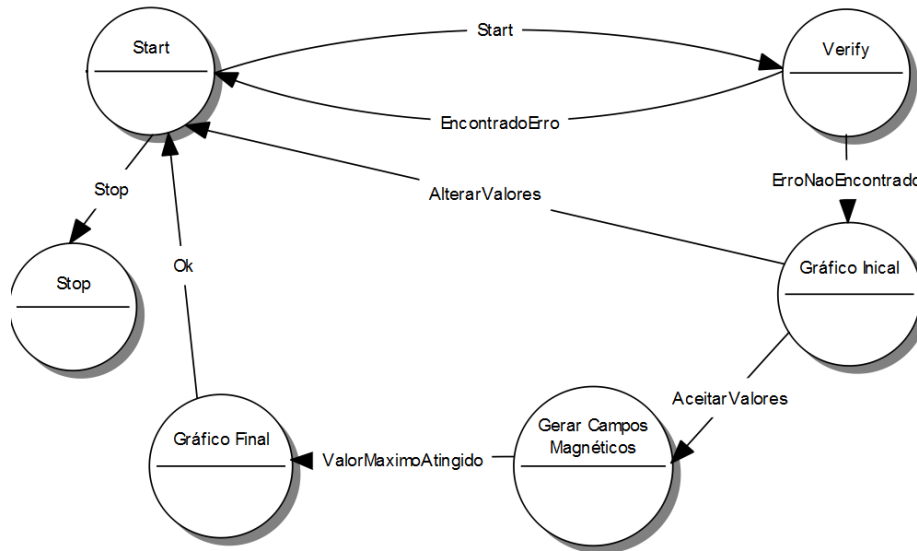 Start
Start
Verify
EncontradoErro
ErroNaoEncontrado
AlterarValores
Stop
Ok
Stop
Gráfico Inical
AceitarValores
Gerar Campos
Magnéticos
Gráfico Final
ValorMaximoAtingido